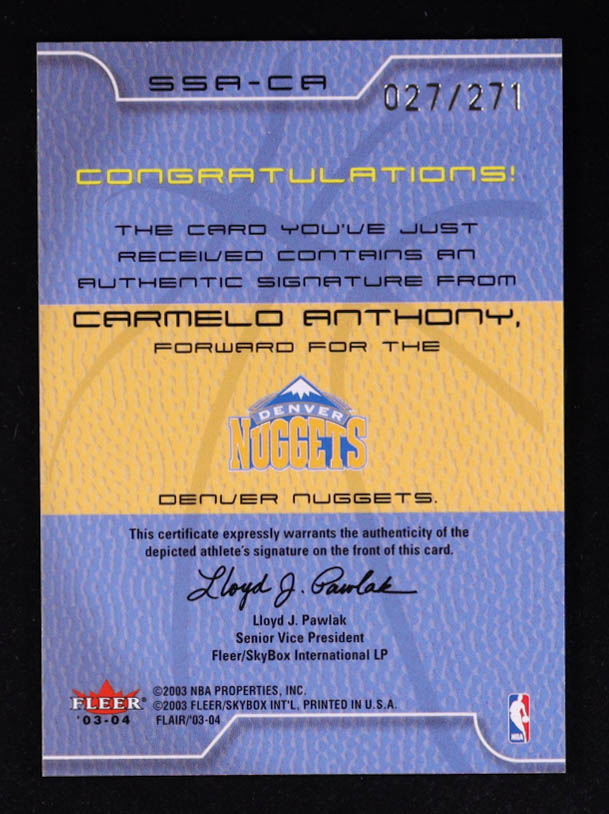 SSA-CA
027/271
CONGRATULATIONS!
THE CARD YOU'VE JUST
RECEIVED CONTAINS AN
AUTHENTIC SIGNATURE FROM
CARMELO ANTHONY,
FORWARD FOR THE
DENVER
NUGGETS
DENVER NUGGETS.
This certificate expressly warrants the authenticity of the
depicted athlete's signature on the front of this card.
Lloyd J. Pawlak
Lloyd J. Pawlak
Senior Vice President
Fleer/SkyBox International LP
FLEER
'03-04
©2003 NBA PROPERTIES, INC.
©2003 FLEER/SKYBOX INT'L, PRINTED IN U.S.A.
FLAIR/'03-04
NBA